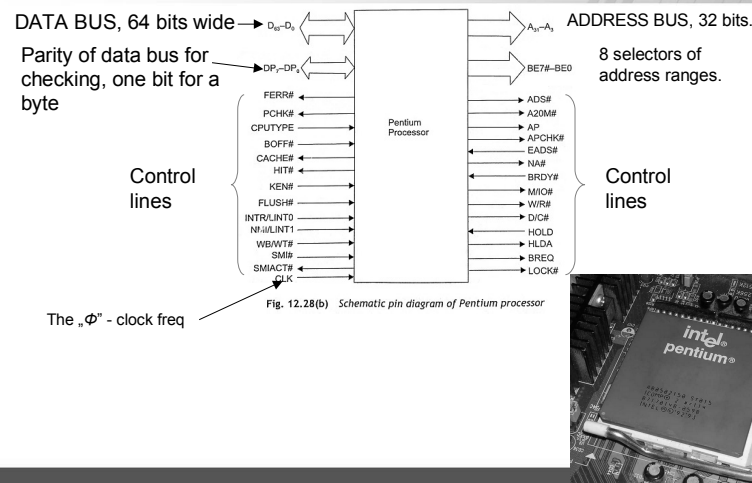 DATA BUS, 64 bits wide
Parity of data bus for
checking, one bit for a
byte
Control
lines
D63–D0
DP7–DP0
FERR#
PCHK#
CPUTYPE
BOFF#
CACHE#
HIT#
KEN#
FLUSH#
INTR/LINT0
NMI/LINT1
WB/WT#
SMI#
SMIACT#
CLK
Pentium
Processor
A31–A3
BE7#–BE0
ADS#
A20M#
AP
APCHK#
EADS#
NA#
BRDY#
M/IO#
W/R#
D/C#
HOLD
HLDA
BREQ
LOCK#
ADDRESS BUS, 32 bits.
8 selectors of
address ranges.
Control
lines
Fig. 12.28(b) Schematic pin diagram of Pentium processor
The „Φ” - clock freq
intel®
pentium®